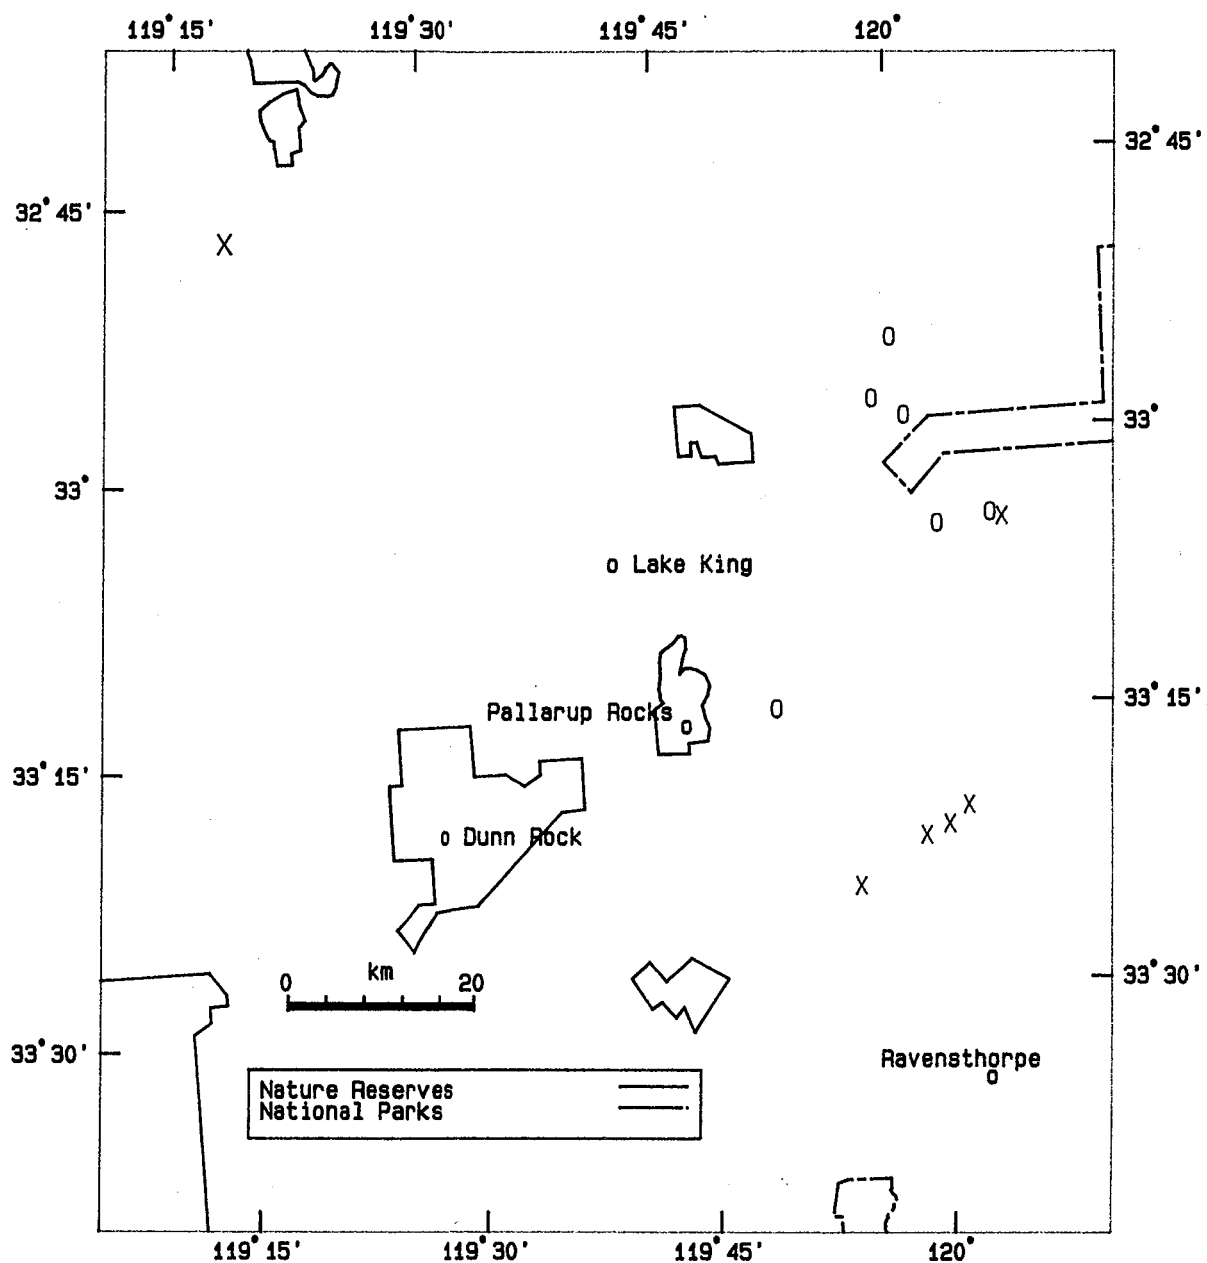 119° 15' 119° 30' 119° 45' 120°
32° 45'
32° 45'
X
O
O
O
33°
33°
O
O X
o Lake King
33° 15'
Pallarup Rocks
o
O
33° 15'
X
X
X
o Dunn Rock
X
km
0 20
33° 30'
33° 30'
Ravensthorpe
o
Nature Reserves
National Parks
119° 15' 119° 30' 119° 45' 120°